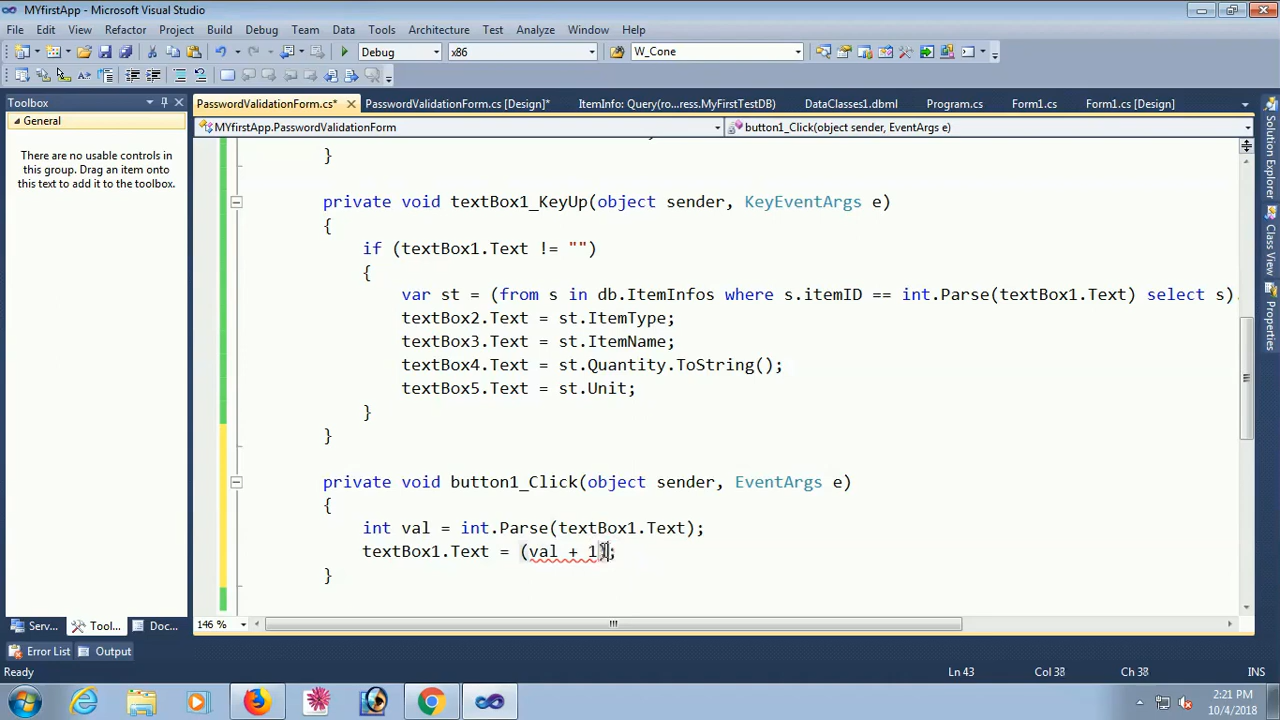 MYfirstApp - Microsoft Visual Studio
File Edit View Refactor Project Build Debug Team Data Tools Architecture Test Analyze Window Help
Debug x86 W_Cone
Toolbox
PasswordValidationForm.cs* PasswordValidationForm.cs [Design]* ItemInfo: Query(ro...ress.MyFirstTestDB) DataClasses1.dbml Program.cs Form1.cs Form1.cs [Design]
General
MYfirstApp.PasswordValidationForm button1_Click(object sender, EventArgs e)
There are no usable controls in
this group. Drag an item onto
this text to add it to the toolbox.
}
private void textBox1_KeyUp(object sender, KeyEventArgs e)
{
if (textBox1.Text != "")
{
var st = (from s in db.ItemInfos where s.itemID == int.Parse(textBox1.Text) select s).
textBox2.Text = st.ItemType;
textBox3.Text = st.ItemName;
textBox4.Text = st.Quantity.ToString();
textBox5.Text = st.Unit;
}
}
private void button1_Click(object sender, EventArgs e)
{
int val = int.Parse(textBox1.Text);
textBox1.Text = (val + 1);
}
Solution Explorer
Class View
Properties
146 %
Serv... Tool... Doc...
Error List Output
Ready Ln 43 Col 38 Ch 38 INS
2:21 PM
10/4/2018